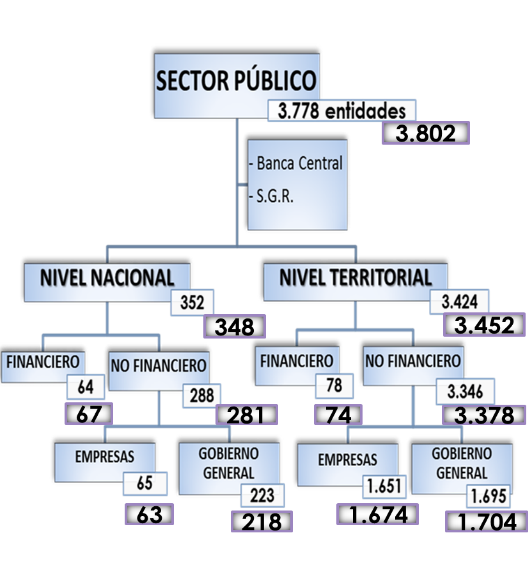 SECTOR PÚBLICO
3.778 entidades
3.802
- Banca Central
- S.G.R.
NIVEL NACIONAL
352
348
NIVEL TERRITORIAL
3.424
3.452
FINANCIERO
64
67
NO FINANCIERO
288
281
FINANCIERO
78
74
NO FINANCIERO
3.346
3.378
EMPRESAS
65
63
GOBIERNO
GENERAL
223
218
EMPRESAS
1.651
1.674
GOBIERNO
GENERAL
1.695
1.704